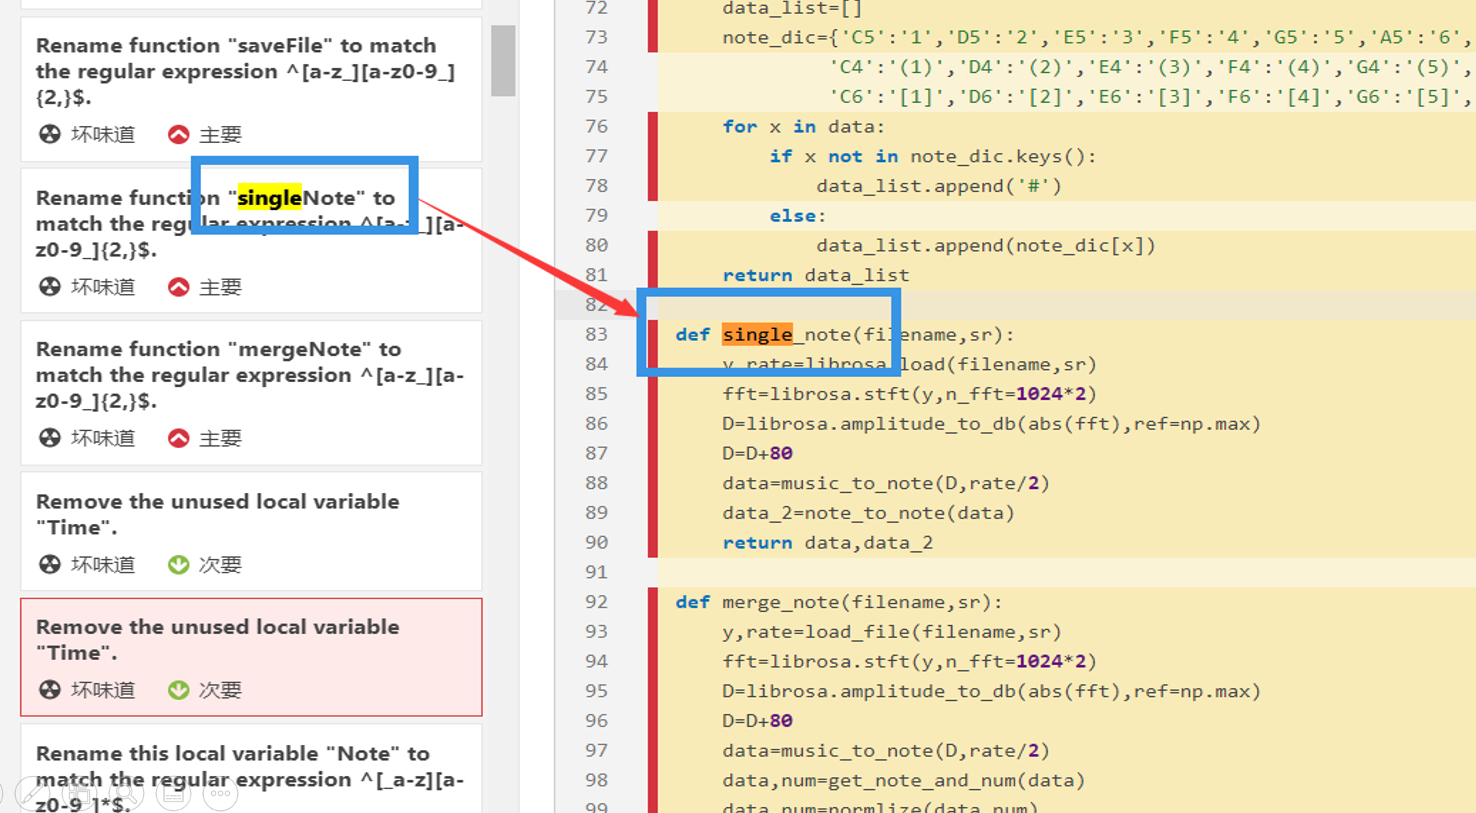 Rename function "saveFile" to match
the regular expression ^[a-z_][a-z0-9_]
{2,}$.
坏味道 主要
Rename function "singleNote" to
match the regular expression ^[a-z_][a-
z0-9_]{2,}$.
坏味道 主要
Rename function "mergeNote" to
match the regular expression ^[a-z_][a-
z0-9_]{2,}$.
坏味道 主要
Remove the unused local variable
"Time".
坏味道 次要
Remove the unused local variable
"Time".
坏味道 次要
Rename this local variable "Note" to
match the regular expression ^[_a-z][a-
z0-9_]*$.
72 data_list=[]
73 note_dic={'C5':'1','D5':'2','E5':'3','F5':'4','G5':'5','A5':'6',
74 'C4':'(1)','D4':'(2)','E4':'(3)','F4':'(4)','G4':'(5)',
75 'C6':'[1]','D6':'[2]','E6':'[3]','F6':'[4]','G6':'[5]',
76 for x in data:
77 if x not in note_dic.keys():
78 data_list.append('#')
79 else:
80 data_list.append(note_dic[x])
81 return data_list
82
83 def single_note(filename,sr):
84 y,rate=librosa.load(filename,sr)
85 fft=librosa.stft(y,n_fft=1024*2)
86 D=librosa.amplitude_to_db(abs(fft),ref=np.max)
87 D=D+80
88 data=music_to_note(D,rate/2)
89 data_2=note_to_note(data)
90 return data,data_2
91
92 def merge_note(filename,sr):
93 y,rate=load_file(filename,sr)
94 fft=librosa.stft(y,n_fft=1024*2)
95 D=librosa.amplitude_to_db(abs(fft),ref=np.max)
96 D=D+80
97 data=music_to_note(D,rate/2)
98 data,num=get_note_and_num(data)
99 data,num=normlize(data,num)